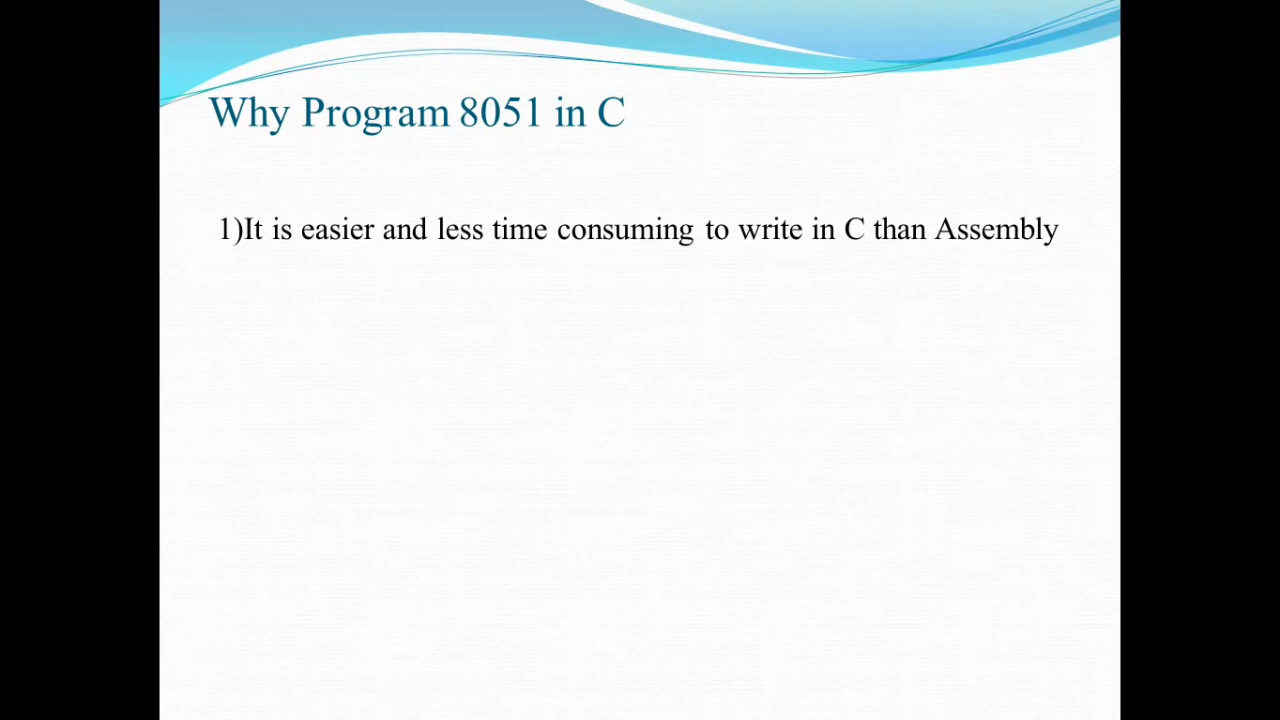 Why Program 8051 in C
1)It is easier and less time consuming to write in C than Assembly